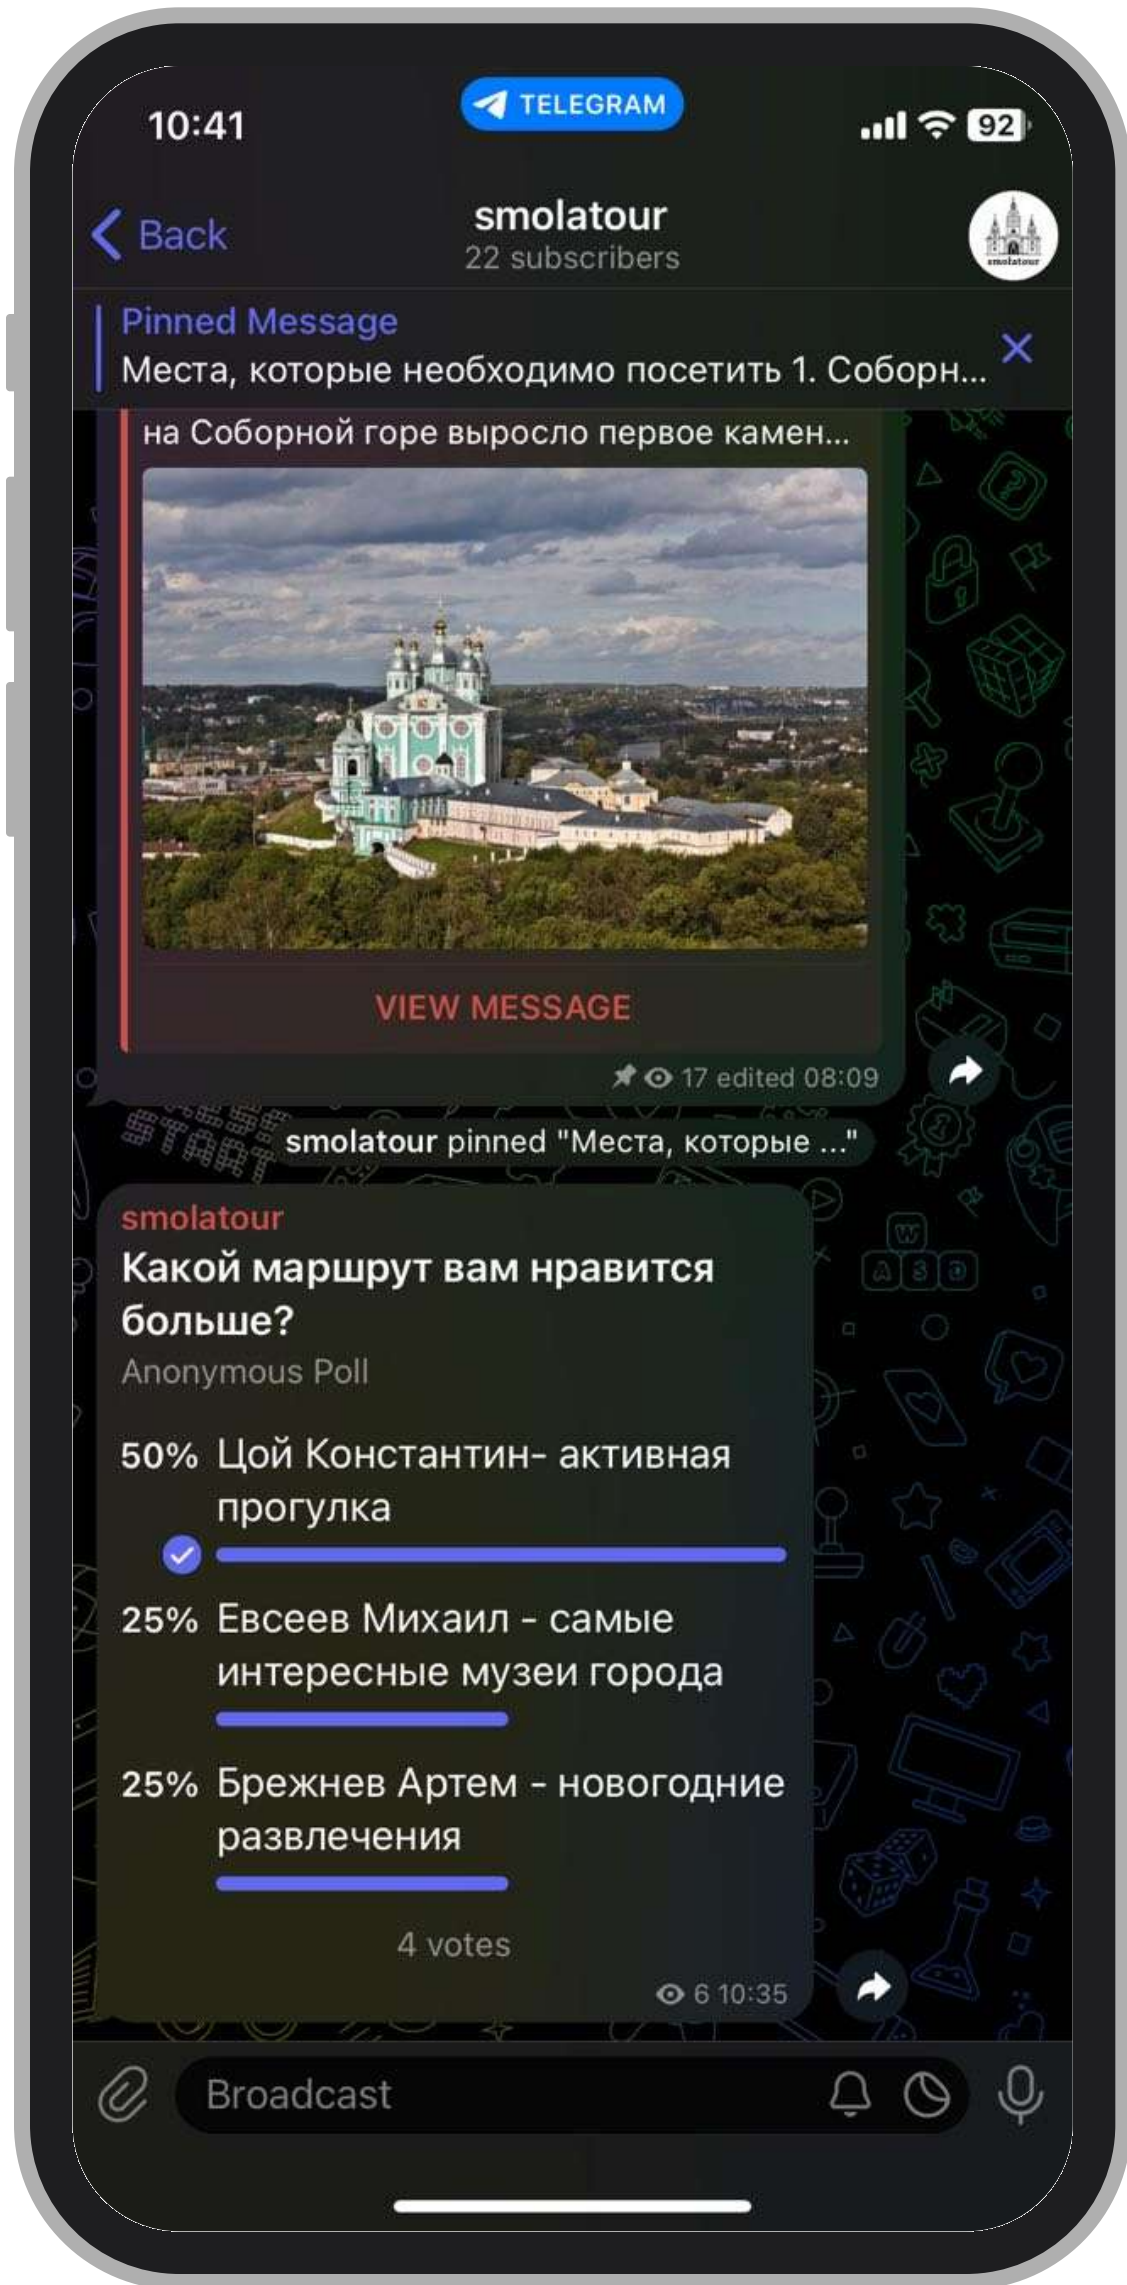 10:41
TELEGRAM
92
Back
smolatour
22 subscribers
smolatour
Pinned Message
Места, которые необходимо посетить 1. Соборн...
на Соборной горе выросло первое камен...
VIEW MESSAGE
17 edited 08:09
START
smolatour pinned "Места, которые ..."
smolatour
Какой маршрут вам нравится
больше?
Anonymous Poll
W
A S D
50% Цой Константин- активная
прогулка
25% Евсеев Михаил - самые
интересные музеи города
25% Брежнев Артем - новогодние
развлечения
4 votes
6 10:35
Broadcast